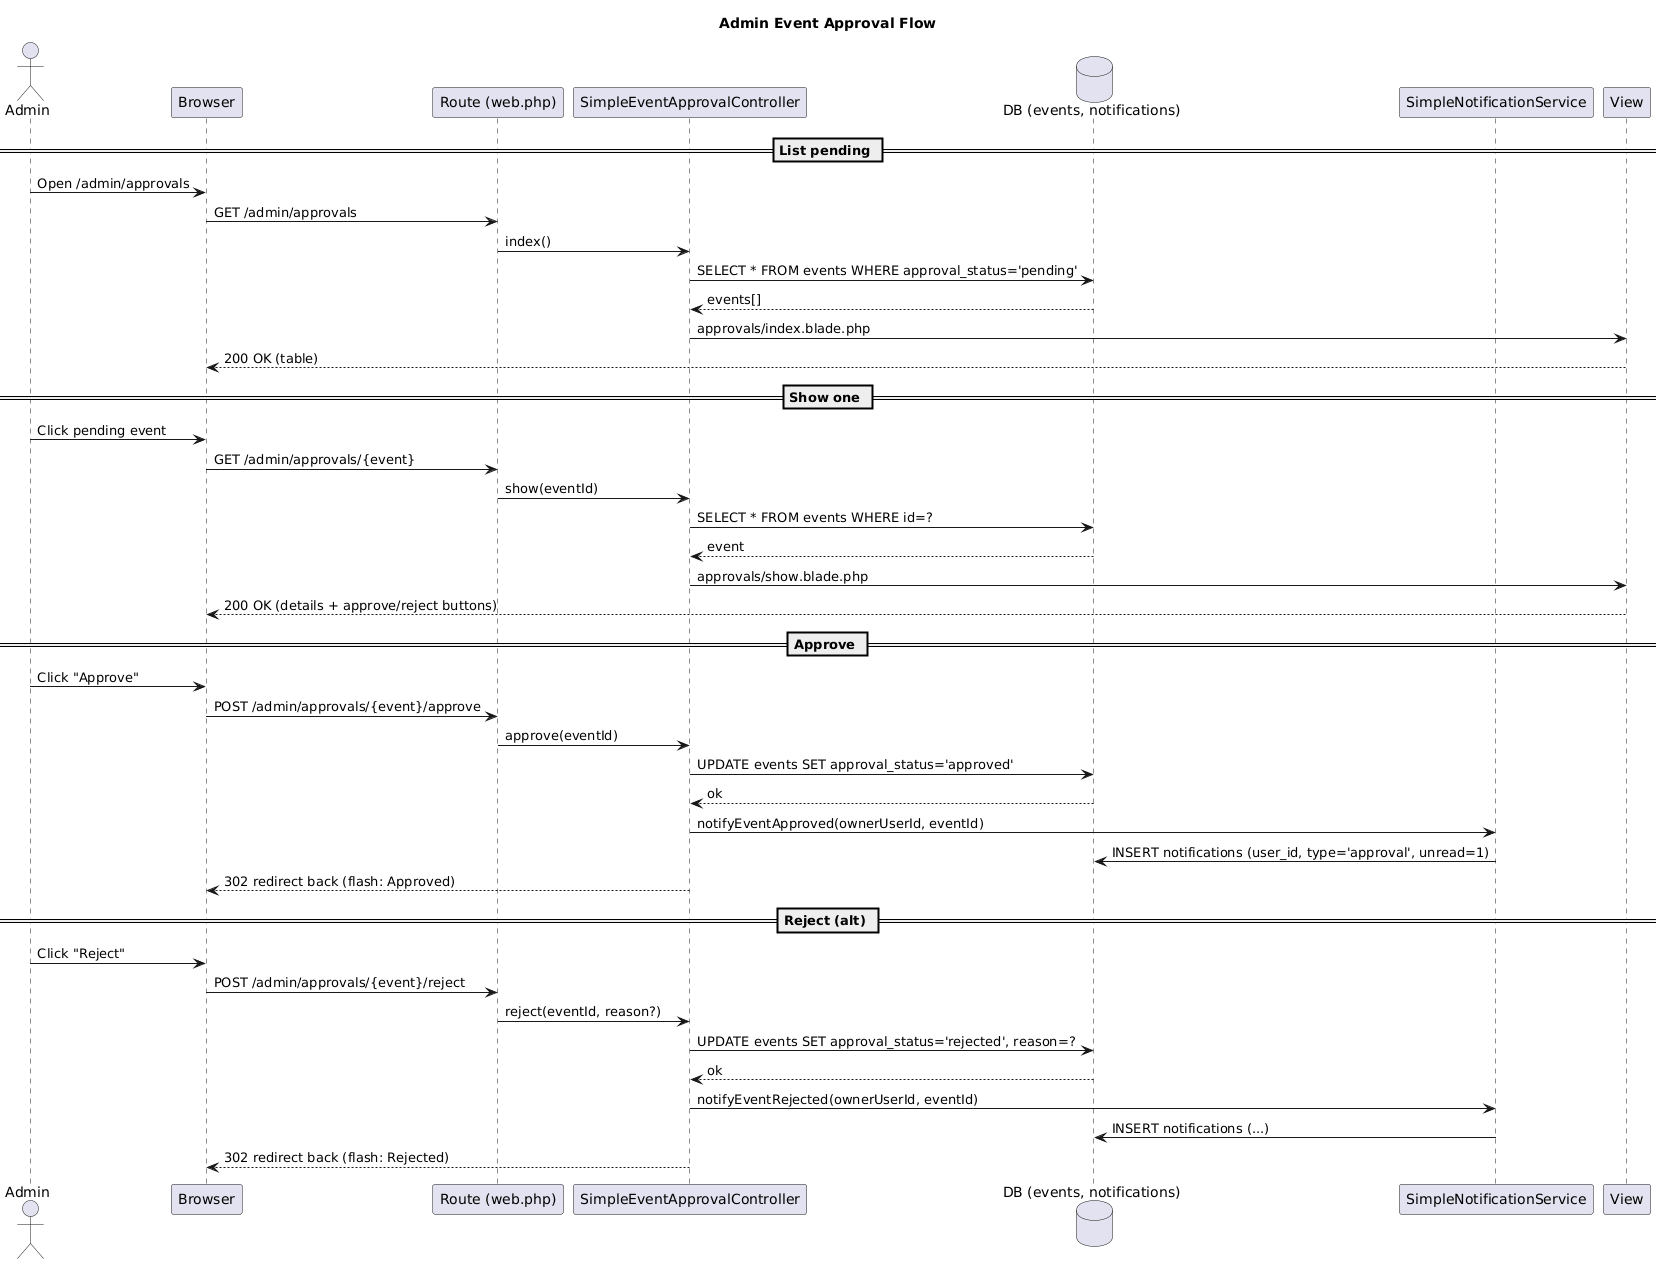 Admin Event Approval Flow
Admin
Browser
Route (web.php)
SimpleEventApprovalController
DB (events, notifications)
SimpleNotificationService
View
List pending
Open /admin/approvals
GET /admin/approvals
index()
SELECT * FROM events WHERE approval_status='pending'
events[]
approvals/index.blade.php
200 OK (table)
Show one
Click pending event
GET /admin/approvals/{event}
show(eventId)
SELECT * FROM events WHERE id=?
event
approvals/show.blade.php
200 OK (details + approve/reject buttons)
Approve
Click "Approve"
POST /admin/approvals/{event}/approve
approve(eventId)
UPDATE events SET approval_status='approved'
ok
notifyEventApproved(ownerUserId, eventId)
INSERT notifications (user_id, type='approval', unread=1)
302 redirect back (flash: Approved)
Reject (alt)
Click "Reject"
POST /admin/approvals/{event}/reject
reject(eventId, reason?)
UPDATE events SET approval_status='rejected', reason=?
ok
notifyEventRejected(ownerUserId, eventId)
INSERT notifications (...)
302 redirect back (flash: Rejected)
Admin
Browser
Route (web.php)
SimpleEventApprovalController
DB (events, notifications)
SimpleNotificationService
View